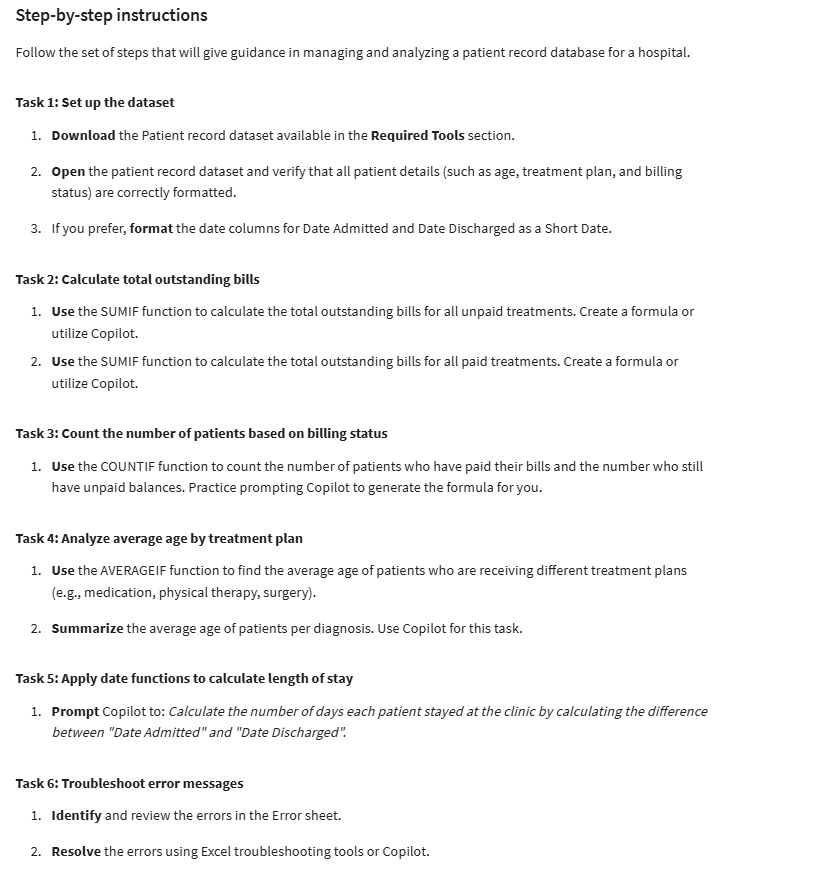 Step-by-step instructions
Follow the set of steps that will give guidance in managing and analyzing a patient record database for a hospital.
Task 1: Set up the dataset
1. Download the Patient record dataset available in the Required Tools section.
2. Open the patient record dataset and verify that all patient details (such as age, treatment plan, and billing
status) are correctly formatted.
3. If you prefer, format the date columns for Date Admitted and Date Discharged as a Short Date.
Task 2: Calculate total outstanding bills
1. Use the SUMIF function to calculate the total outstanding bills for all unpaid treatments. Create a formula or
utilize Copilot.
2. Use the SUMIF function to calculate the total outstanding bills for all paid treatments. Create a formula or
utilize Copilot.
Task 3: Count the number of patients based on billing status
1. Use the COUNTIF function to count the number of patients who have paid their bills and the number who still
have unpaid balances. Practice prompting Copilot to generate the formula for you.
Task 4: Analyze average age by treatment plan
1. Use the AVERAGEIF function to find the average age of patients who are receiving different treatment plans
(e.g., medication, physical therapy, surgery).
2. Summarize the average age of patients per diagnosis. Use Copilot for this task.
Task 5: Apply date functions to calculate length of stay
1. Prompt Copilot to: Calculate the number of days each patient stayed at the clinic by calculating the difference
between "Date Admitted" and "Date Discharged".
Task 6: Troubleshoot error messages
1. Identify and review the errors in the Error sheet.
2. Resolve the errors using Excel troubleshooting tools or Copilot.